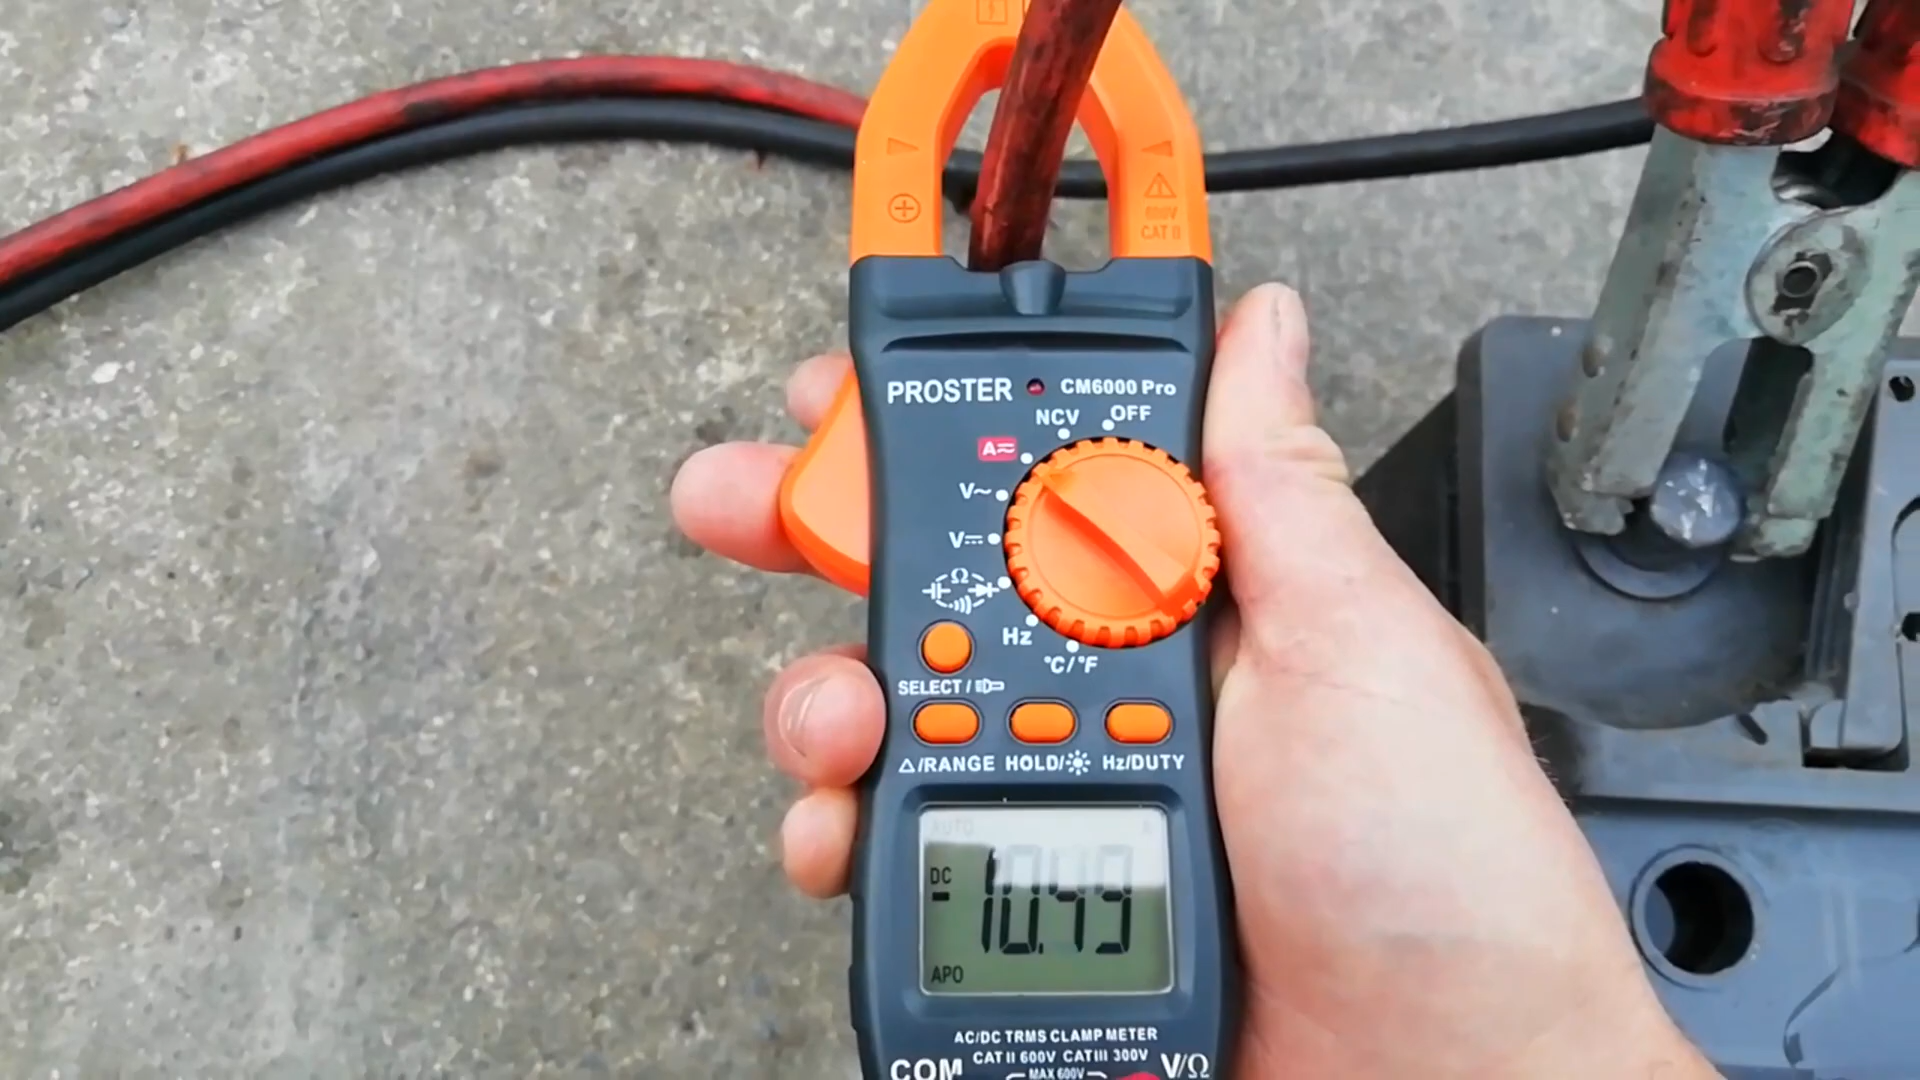 600V
CAT II
PROSTER CM6000 Pro
NCV OFF
A
V~
V
Ω
Hz
°C/°F
SELECT/
△/RANGE HOLD/ Hz/DUTY
AUTO A
DC
10.49
APO
AC/DC TRMS CLAMP METER
CAT II 600V CAT III 300V
COM MAX 600V V/Ω